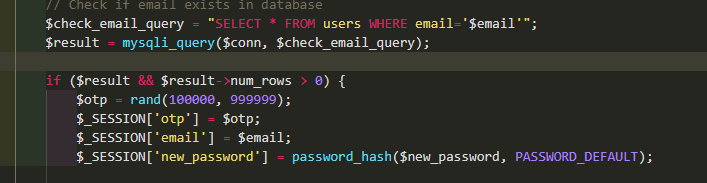 // Check if email exists in database
$check_email_query = "SELECT * FROM users WHERE email='$email'";
$result = mysqli_query($conn, $check_email_query);
if ($result && $result->num_rows > 0) {
$otp = rand(100000, 999999);
$_SESSION['otp'] = $otp;
$_SESSION['email'] = $email;
$_SESSION['new_password'] = password_hash($new_password, PASSWORD_DEFAULT);